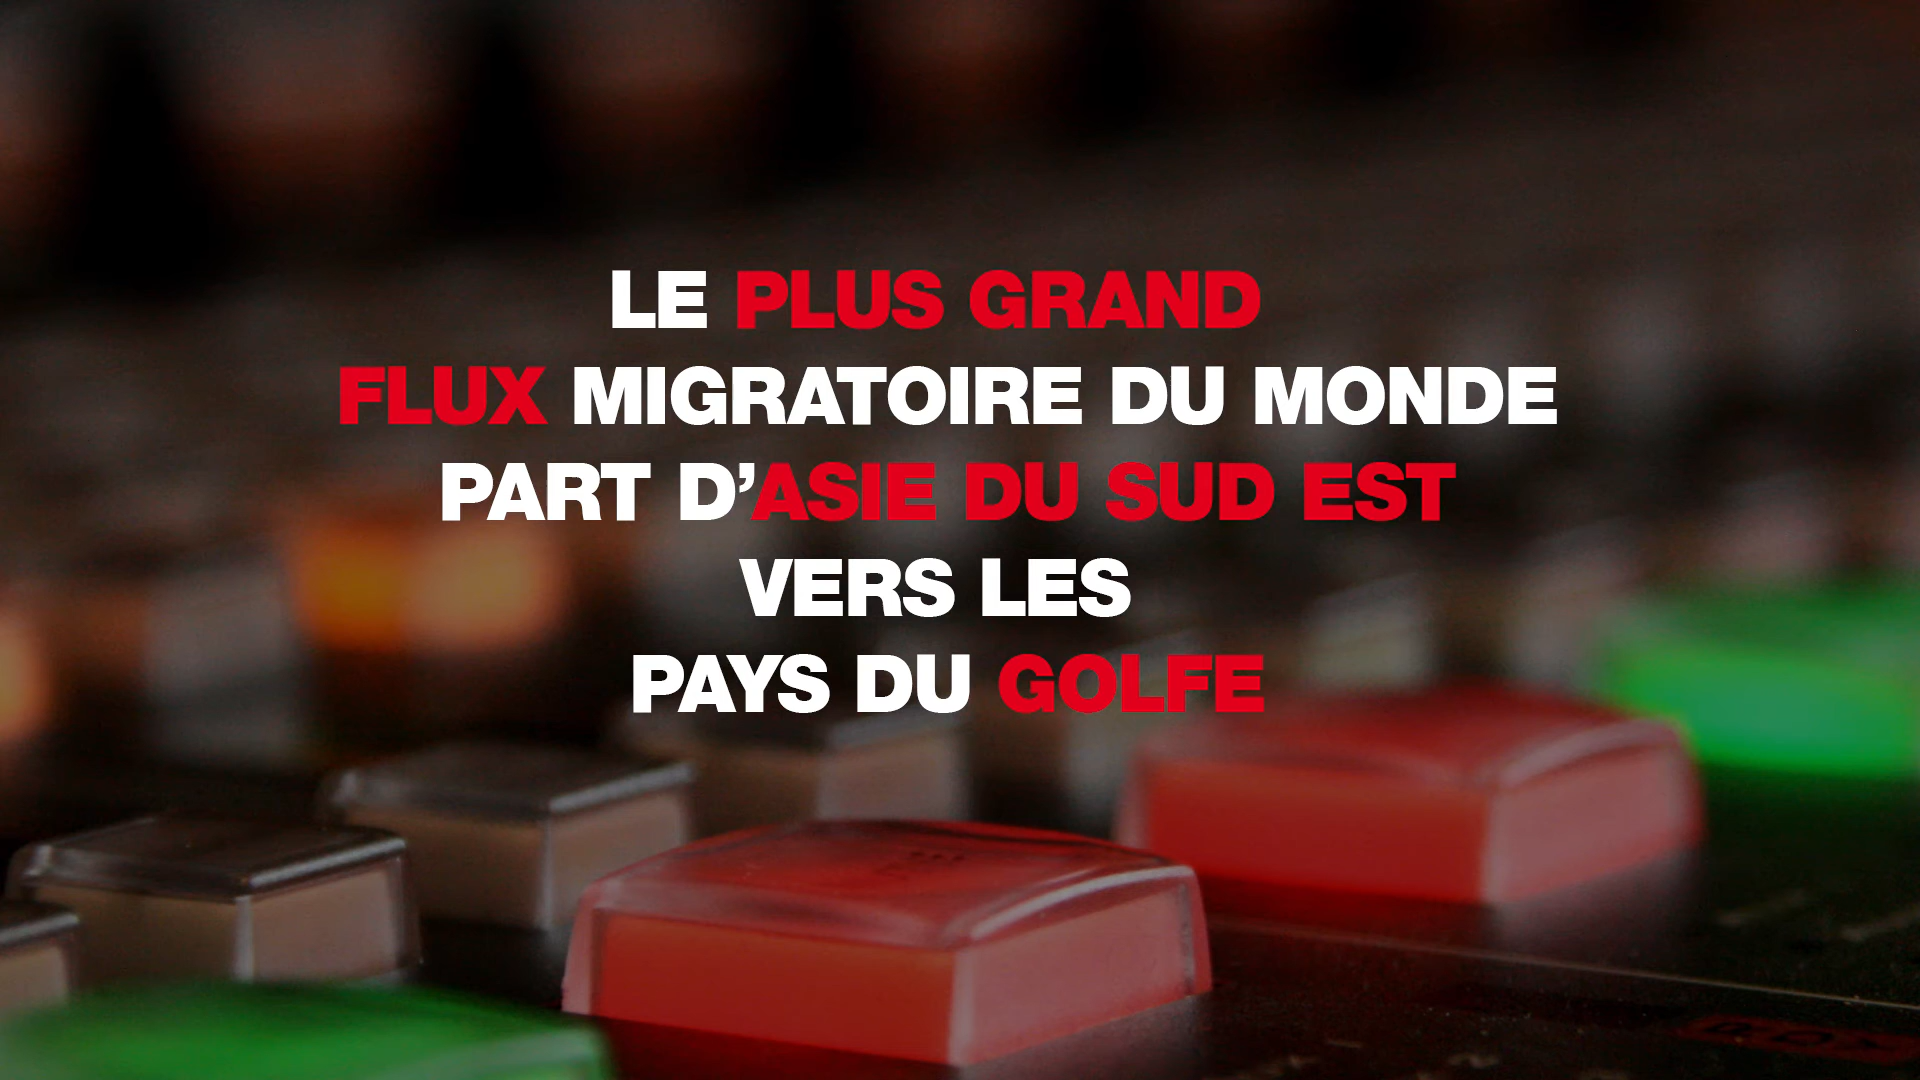 LE PLUS GRAND
FLUX MIGRATOIRE DU MONDE
PART D’ASIE DU SUD EST
VERS LES
PAYS DU GOLFE